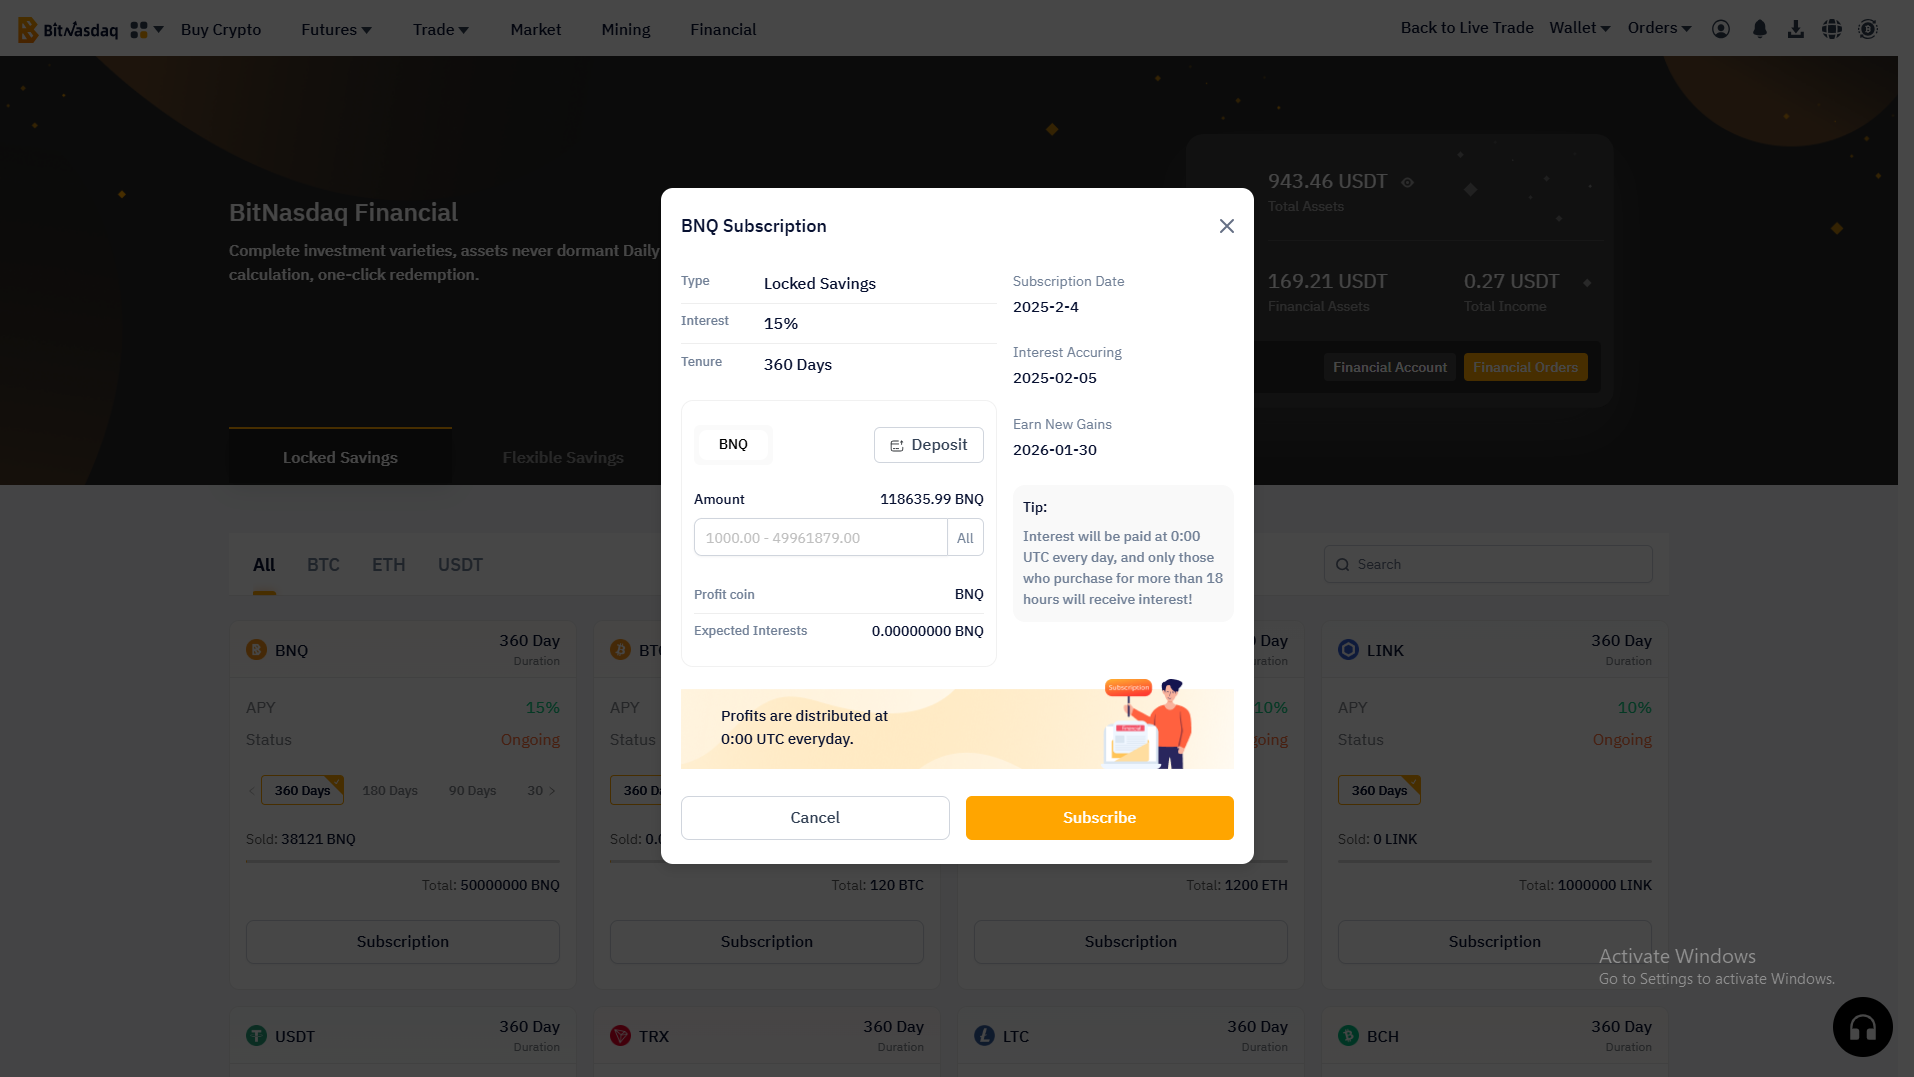 BitNasdaq
Buy Crypto
Futures
Trade
Market
Mining
Financial
Back to Live Trade
Wallet
Orders
BitNasdaq Financial
Complete investment varieties, assets never dormant Daily
calculation, one-click redemption.
943.46 USDT
Total Assets
169.21 USDT
Financial Assets
0.27 USDT
Total Income
Financial Account
Financial Orders
Locked Savings
Flexible Savings
BNQ Subscription
Type
Locked Savings
Interest
15%
Tenure
360 Days
Subscription Date
2025-2-4
Interest Accuring
2025-02-05
Earn New Gains
2026-01-30
BNQ
Deposit
Amount
118635.99 BNQ
1000.00 - 49961879.00
All
Profit coin
BNQ
Expected Interests
0.00000000 BNQ
Tip:
Interest will be paid at 0:00
UTC every day, and only those
who purchase for more than 18
hours will receive interest!
Profits are distributed at
0:00 UTC everyday.
Subscription
Financial
Cancel
Subscribe
All
BTC
ETH
USDT
Search
BNQ
360 Day
Duration
APY
15%
Status
Ongoing
360 Days
180 Days
90 Days
30
Sold: 38121 BNQ
Total: 50000000 BNQ
Subscription
APY
Status
Sold:
Total: 120 BTC
Subscription
Day
10%
Total: 1200 ETH
Subscription
LINK
360 Day
Duration
APY
10%
Status
Ongoing
360 Days
Sold: 0 LINK
Total: 1000000 LINK
Subscription
USDT
360 Day
Duration
TRX
360 Day
Duration
LTC
360 Day
Duration
BCH
360 Day
Duration
Activate Windows
Go to Settings to activate Windows.